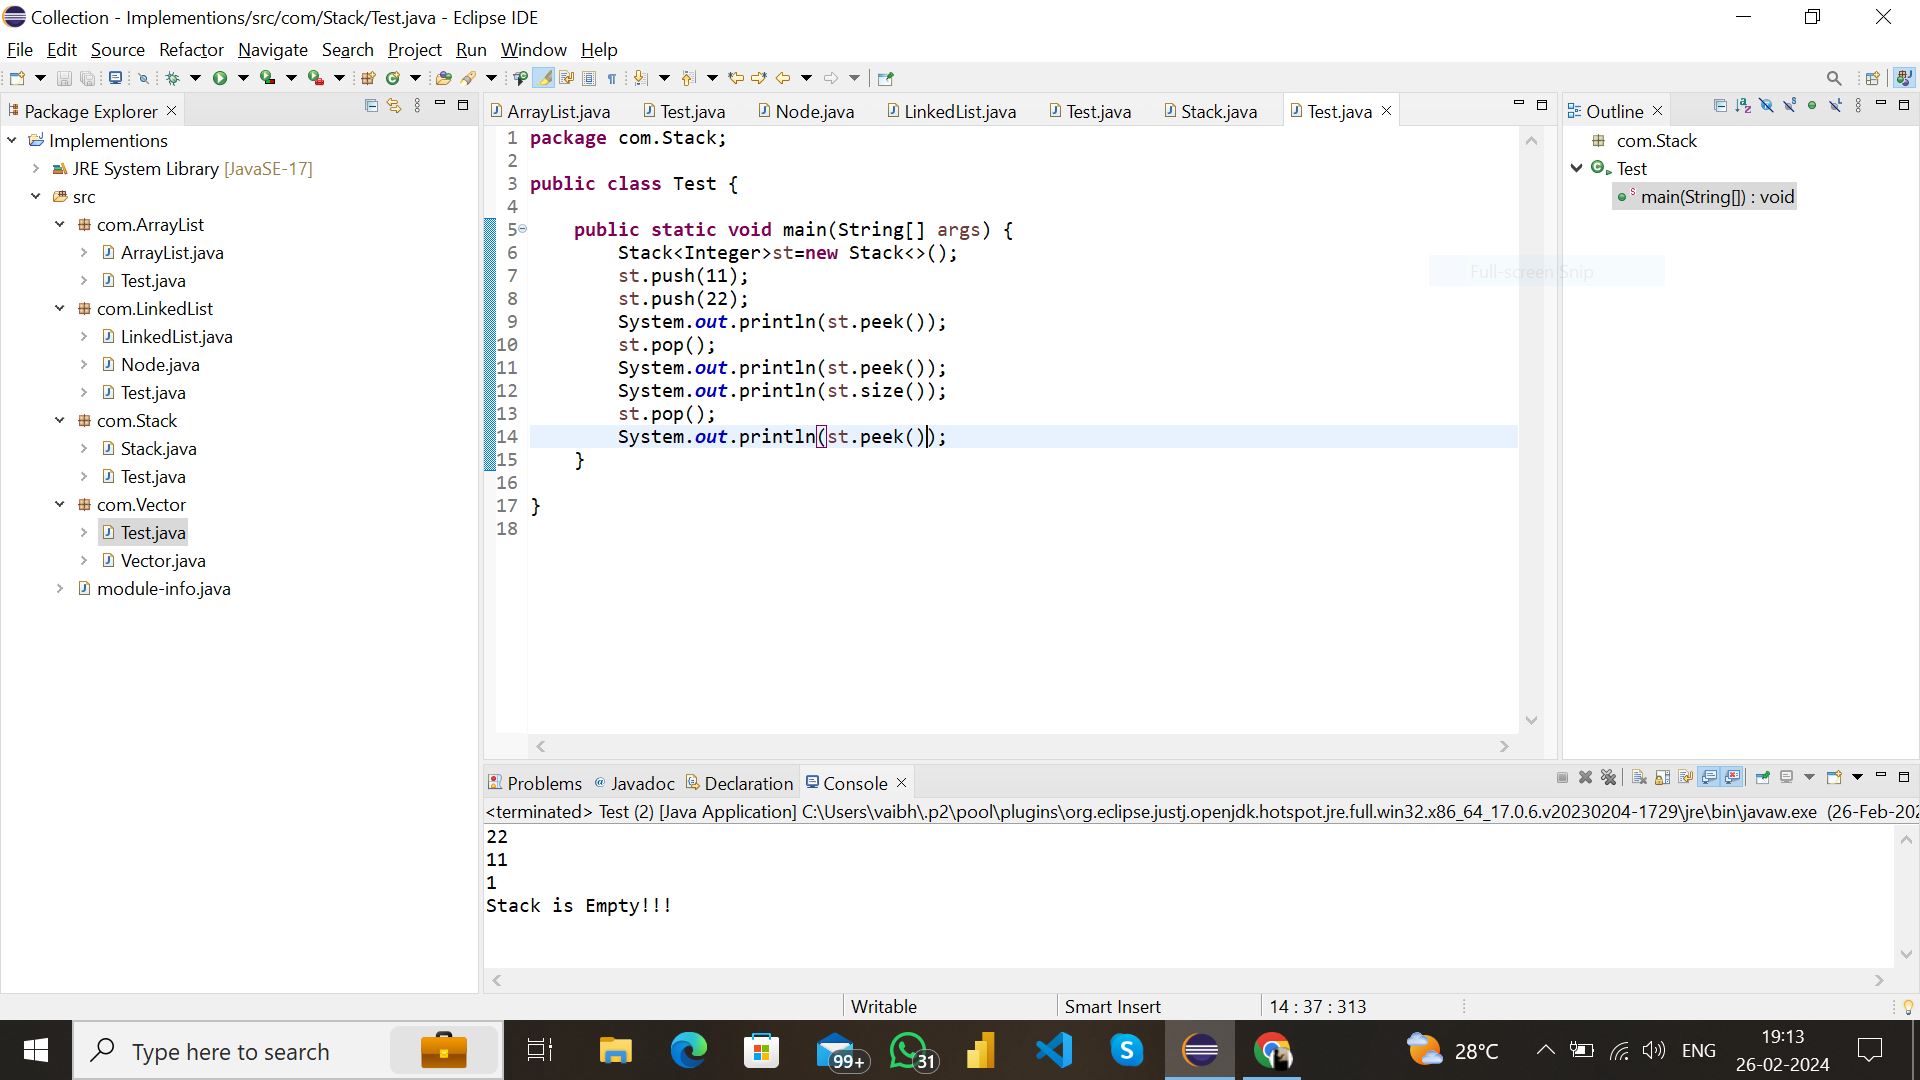 Collection - Implementions/src/com/Stack/Test.java - Eclipse IDE
File Edit Source Refactor Navigate Search Project Run Window Help
Package Explorer
Implementions
JRE System Library [JavaSE-17]
src
com.ArrayList
ArrayList.java
Test.java
com.LinkedList
LinkedList.java
Node.java
Test.java
com.Stack
Stack.java
Test.java
com.Vector
Test.java
Vector.java
module-info.java
ArrayList.java Test.java Node.java LinkedList.java Test.java Stack.java Test.java
1 package com.Stack;
2
3 public class Test {
4
5 public static void main(String[] args) {
6 Stack<Integer>st=new Stack<>();
7 st.push(11);
8 st.push(22);
9 System.out.println(st.peek());
10 st.pop();
11 System.out.println(st.peek());
12 System.out.println(st.size());
13 st.pop();
14 System.out.println(st.peek());
15 }
16
17 }
18
Full-screen Snip
Outline
com.Stack
Test
main(String[]) : void
Problems Javadoc Declaration Console
<terminated> Test (2) [Java Application] C:\Users\vaibh\.p2\pool\plugins\org.eclipse.justj.openjdk.hotspot.jre.full.win32.x86_64_17.0.6.v20230204-1729\jre\bin\javaw.exe (26-Feb-202
22
11
1
Stack is Empty!!!
Writable Smart Insert 14 : 37 : 313
Type here to search
99+
31
28°C
ENG
19:13
26-02-2024